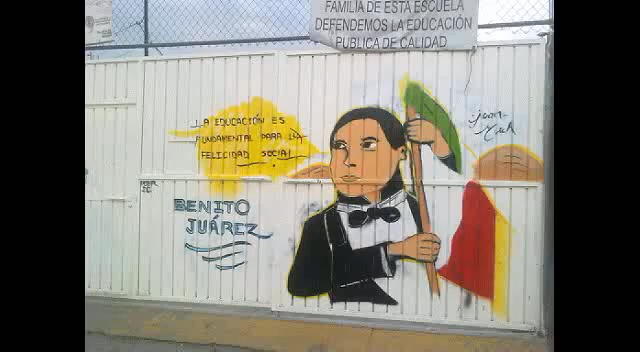 FAMILIA DE ESTA ESCUELA
DEFENDEMOS LA EDUCACIÓN
PUBLICA DE CALIDAD
LA EDUCACIÓN ES
FUNDAMENTAL PARA LA
FELICIDAD SOCIAL
BENITO
JUÁREZ